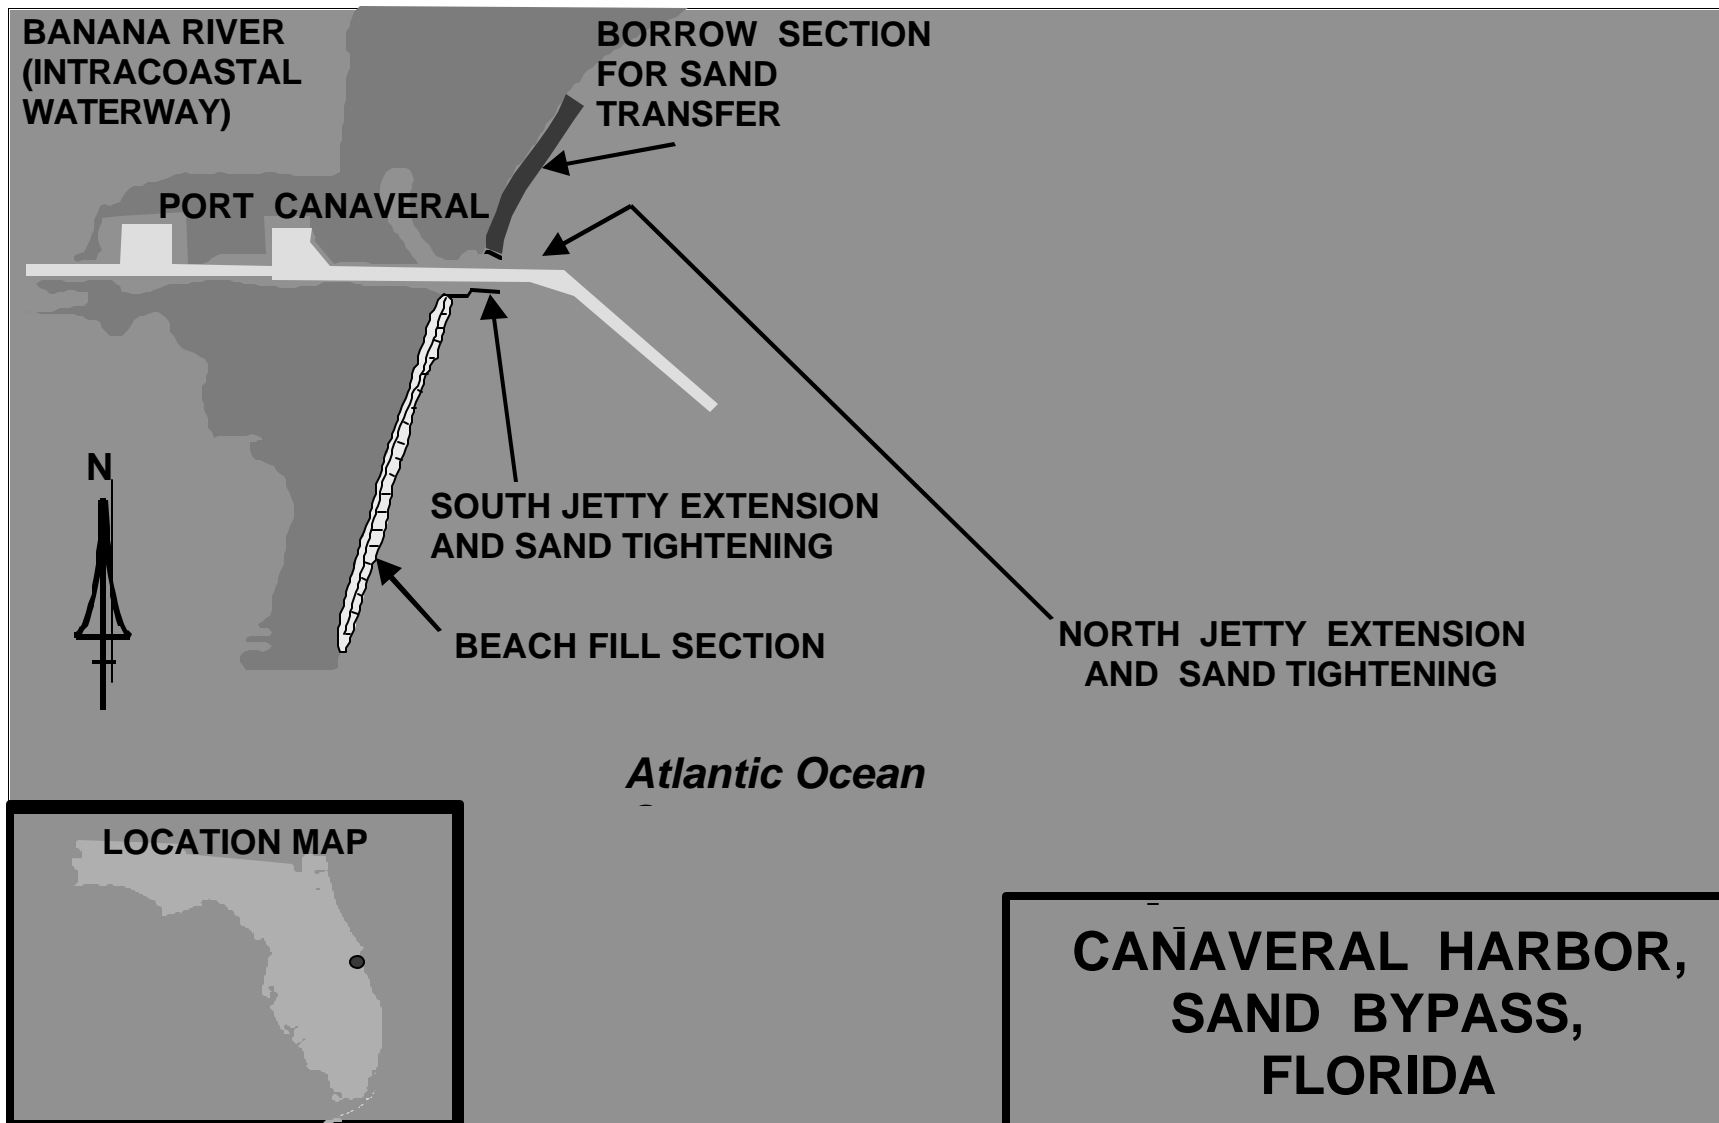 BANANA RIVER
(INTRACOASTAL
WATERWAY)
BORROW SECTION
FOR SAND
TRANSFER
PORT CANAVERAL
N
SOUTH JETTY EXTENSION
AND SAND TIGHTENING
BEACH FILL SECTION
NORTH JETTY EXTENSION
AND SAND TIGHTENING
Atlantic Ocean
LOCATION MAP
CANAVERAL HARBOR,
SAND BYPASS,
FLORIDA